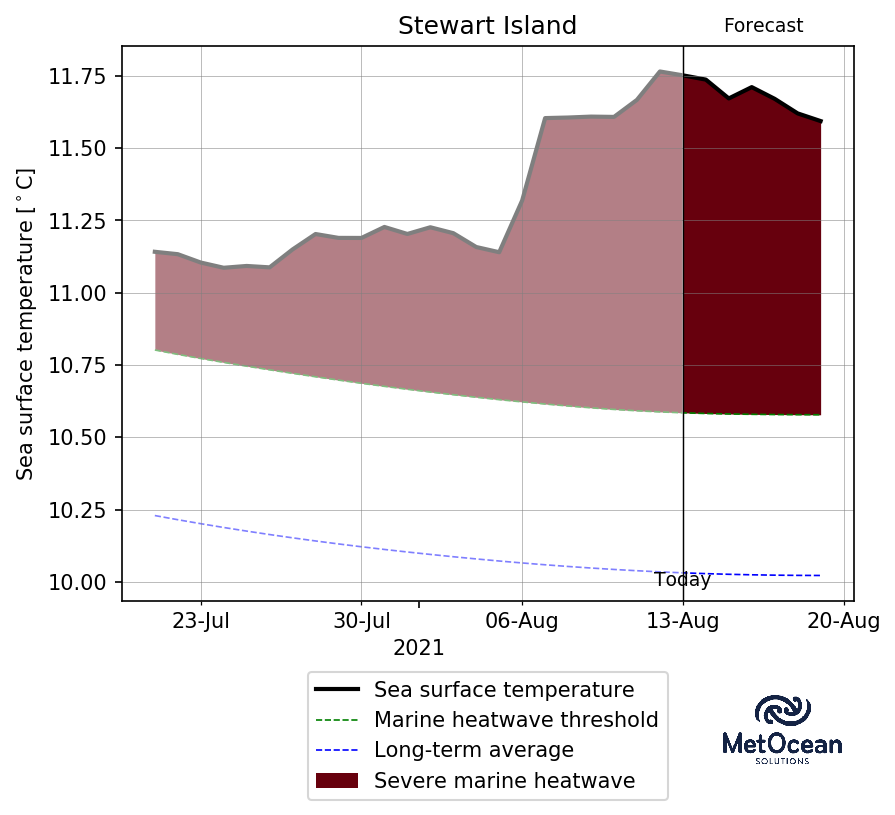 Stewart Island
Forecast
11.75
11.50
11.25
11.00
10.75
10.50
10.25
10.00
Sea surface temperature [°C]
Today
23-Jul
30-Jul
06-Aug
13-Aug
20-Aug
2021
Sea surface temperature
Marine heatwave threshold
Long-term average
Severe marine heatwave
MetOcean
SOLUTIONS